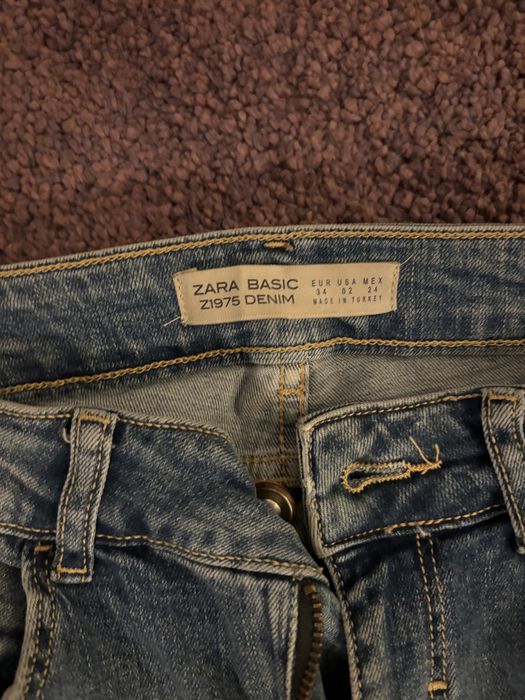 ZARA BASIC
Z1975 DENIM
EUR USA MEX
34 02 24
MADE IN TURKEY